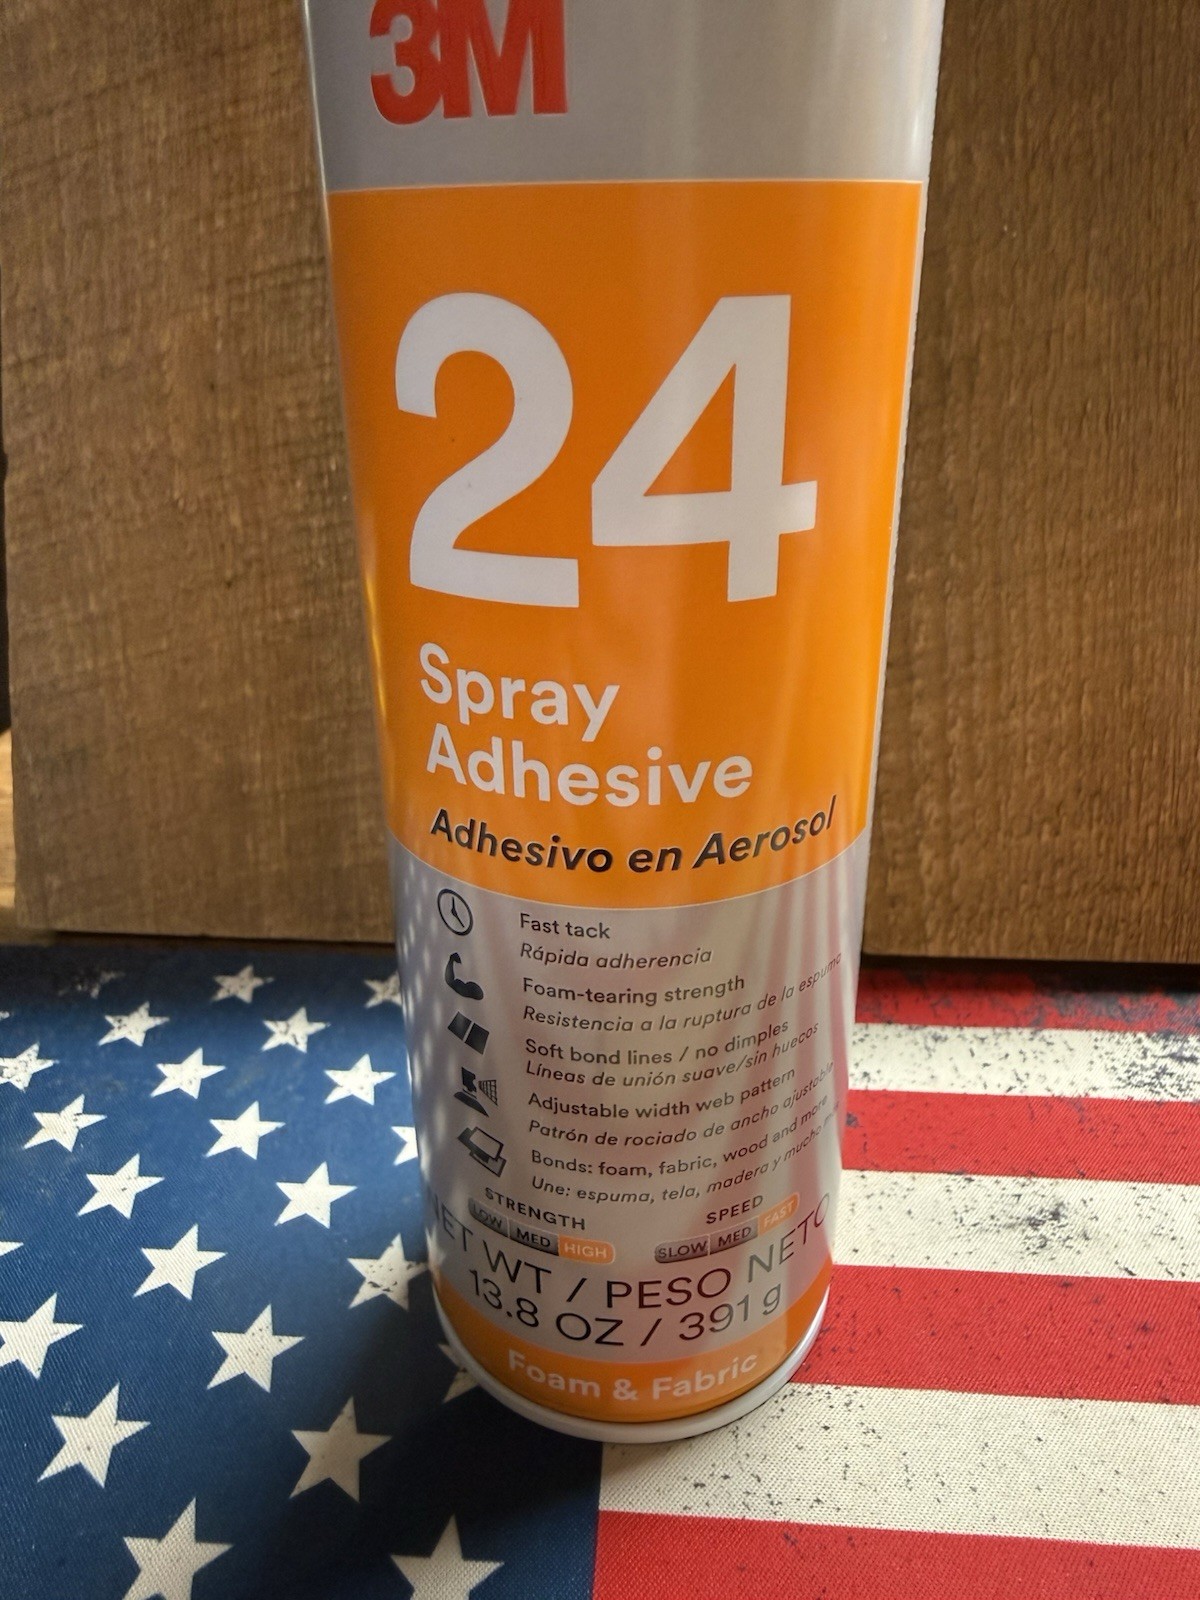 3M
24
Spray
Adhesive
Adhesivo en Aerosol
Fast tack
Rápida adherencia
Foam-tearing strength
Resistencia a la ruptura de la espuma
Soft bond lines / no dimples
Líneas de unión suave/sin huecos
Adjustable width web pattern
Patrón de rociado de ancho ajustable
Bonds: foam, fabric, wood and more
Une: espuma, tela, madera y mucho
STRENGTH
LOW MED HIGH
SPEED
SLOW MED FAST
NET WT / PESO NETO
13.8 OZ / 391 g
Foam & Fabric